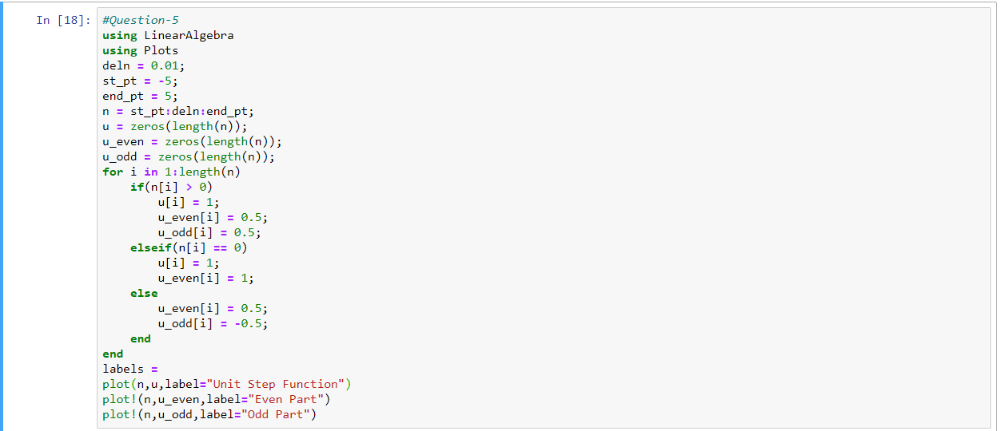 In [18]: #Question-5
using LinearAlgebra
using Plots
deln = 0.01;
st_pt = -5;
end_pt = 5;
n = st_pt:deln:end_pt;
u = zeros(length(n));
u_even = zeros(length(n));
u_odd = zeros(length(n));
for i in 1:length(n)
    if(n[i] > 0)
        u[i] = 1;
        u_even[i] = 0.5;
        u_odd[i] = 0.5;
    elseif(n[i] == 0)
        u[i] = 1;
        u_even[i] = 1;
    else
        u_even[i] = 0.5;
        u_odd[i] = -0.5;
    end
end
labels =
plot(n,u,label="Unit Step Function")
plot!(n,u_even,label="Even Part")
plot!(n,u_odd,label="Odd Part")